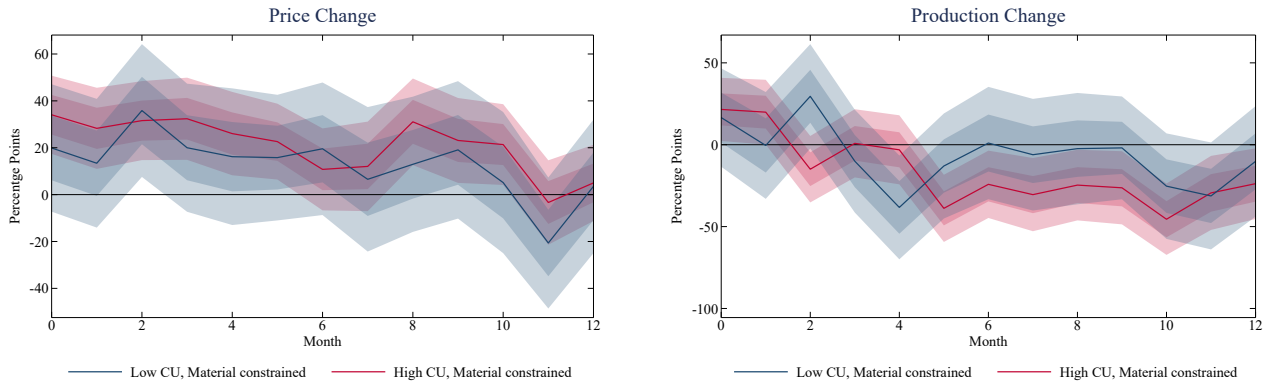 Price Change
Percentge Points
60
40
20
0
-20
-40
0 2 4 6 8 10 12
Month
Low CU, Material constrained High CU, Material constrained
Production Change
Percentge Points
50
0
-50
-100
0 2 4 6 8 10 12
Month
Low CU, Material constrained High CU, Material constrained